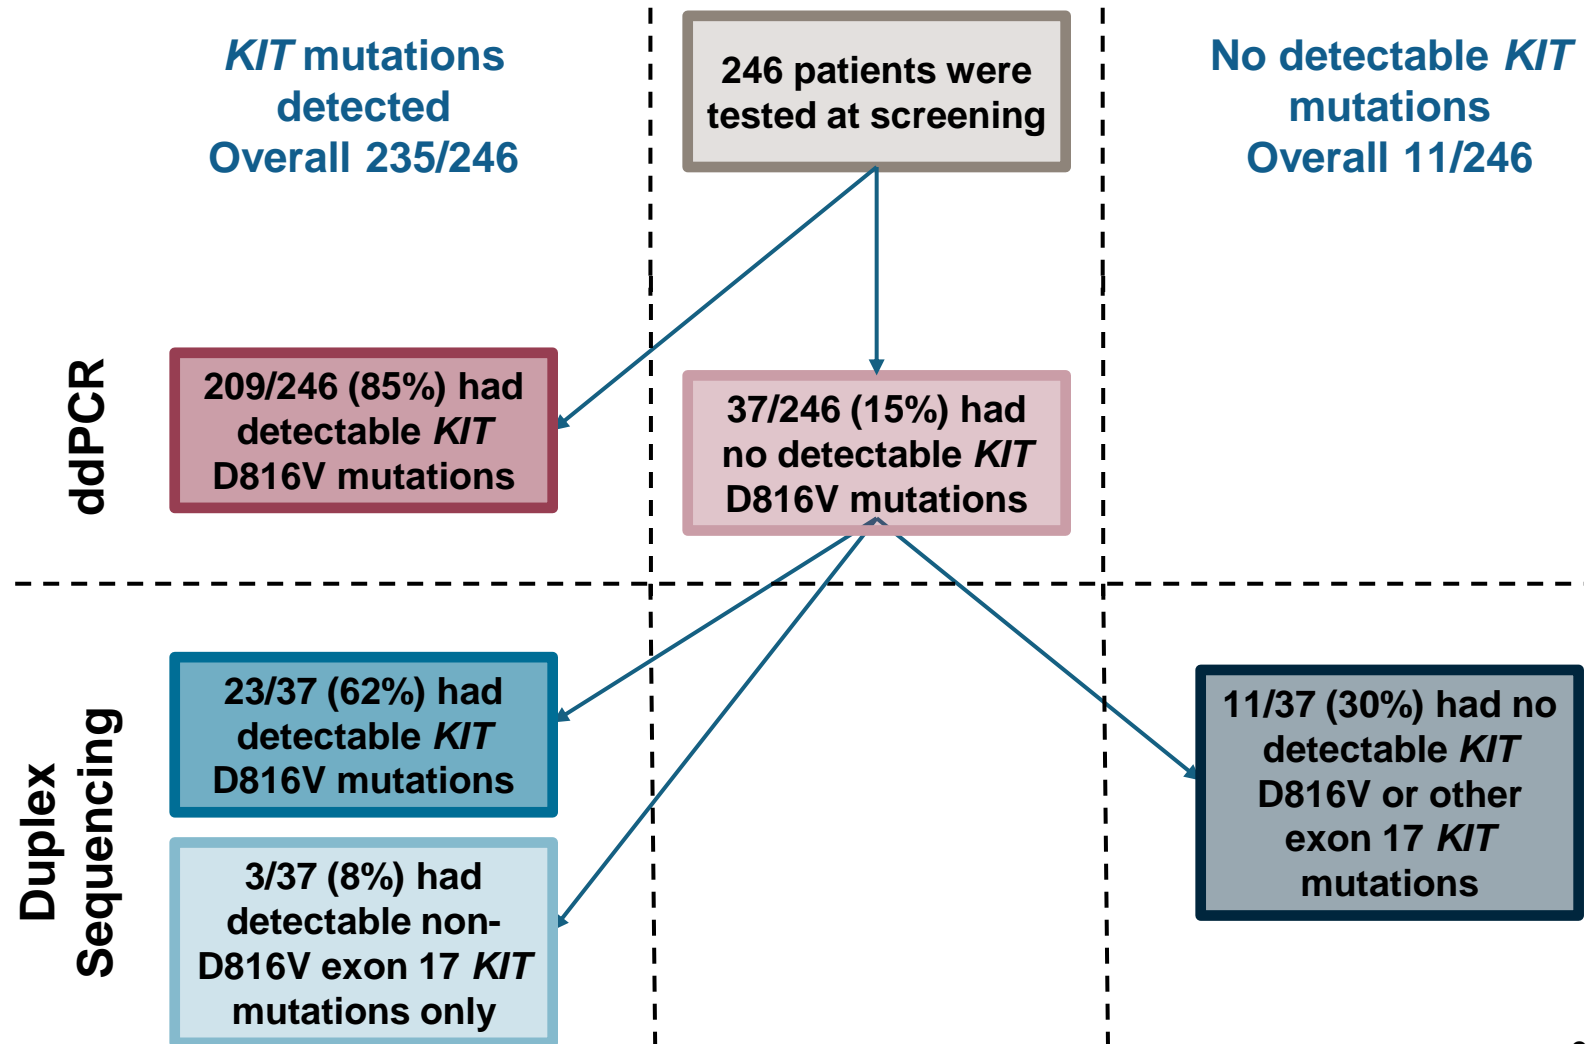 KIT mutations
detected
Overall 235/246
246 patients were
tested at screening
No detectable KIT
mutations
Overall 11/246
ddPCR
209/246 (85%) had
detectable KIT
D816V mutations
37/246 (15%) had
no detectable KIT
D816V mutations
Duplex
Sequencing
23/37 (62%) had
detectable KIT
D816V mutations
3/37 (8%) had
detectable non-
D816V exon 17 KIT
mutations only
11/37 (30%) had no
detectable KIT
D816V or other
exon 17 KIT
mutations